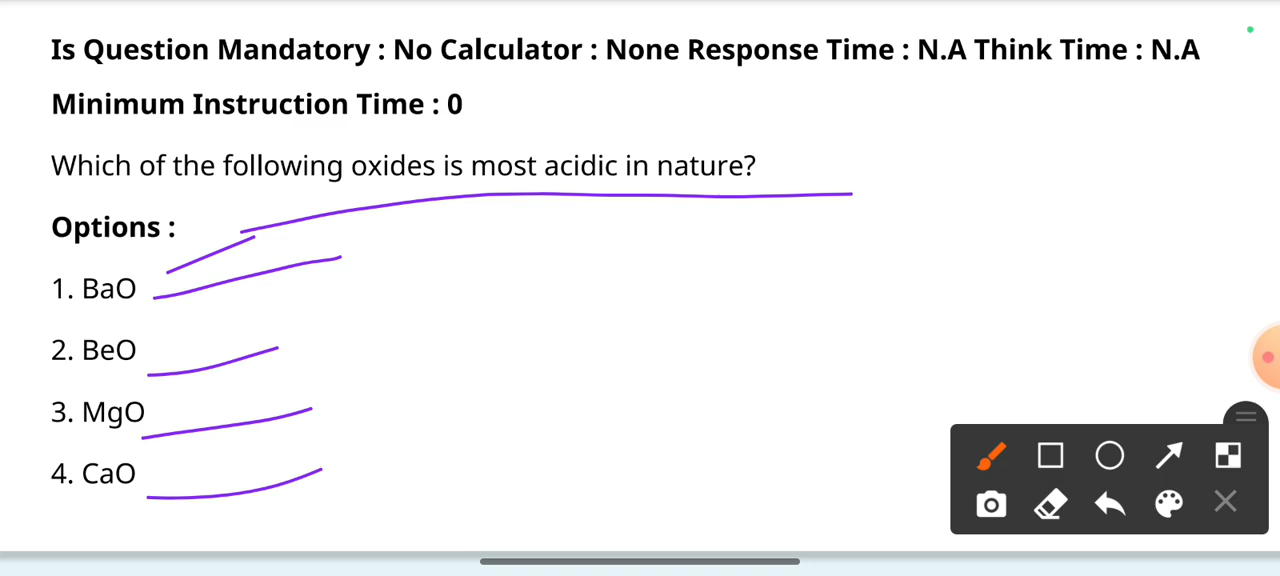 Is Question Mandatory : No Calculator : None Response Time : N.A Think Time : N.A
Minimum Instruction Time : 0
Which of the following oxides is most acidic in nature?
Options :
1. BaO
2. BeO
3. MgO
4. CaO